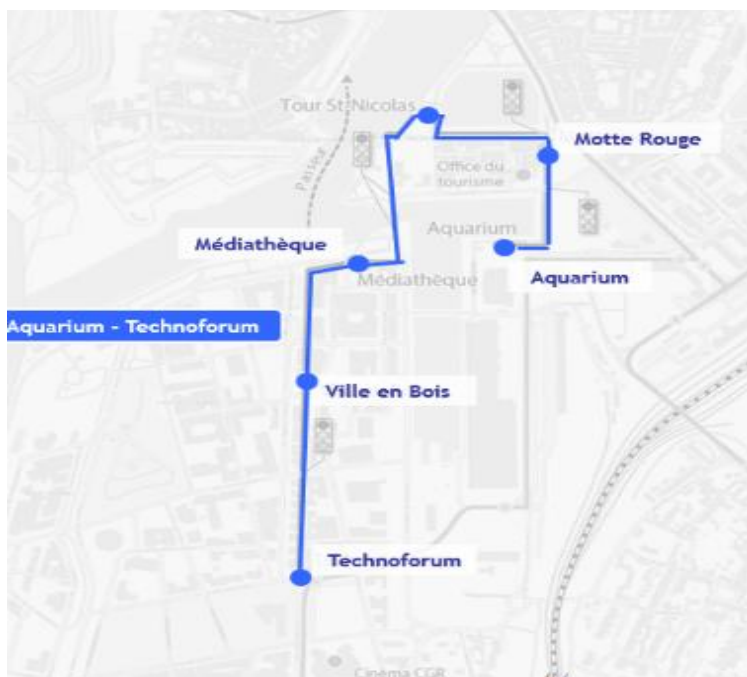 Tour St Nicolas
Motte Rouge
Office du
tourisme
Passeur
Médiathèque
Aquarium
Médiathèque
Aquarium
Aquarium - Technoforum
Ville en Bois
Technoforum
Cinéma CGR